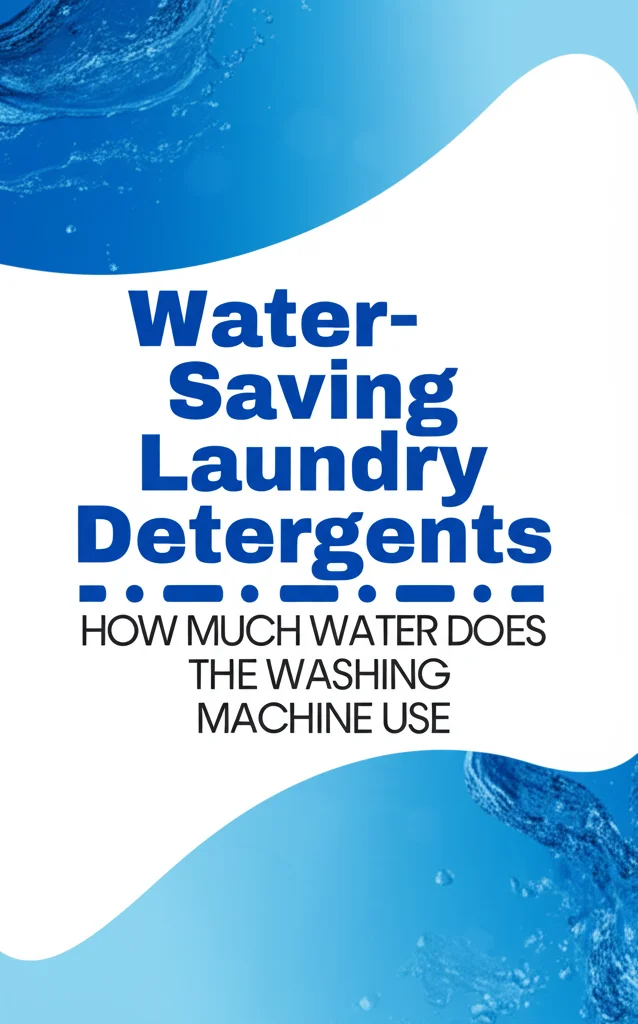 Water-
Saving
Laundry
Detergents
HOW MUCH WATER DOES
THE WASHING
MACHINE USE